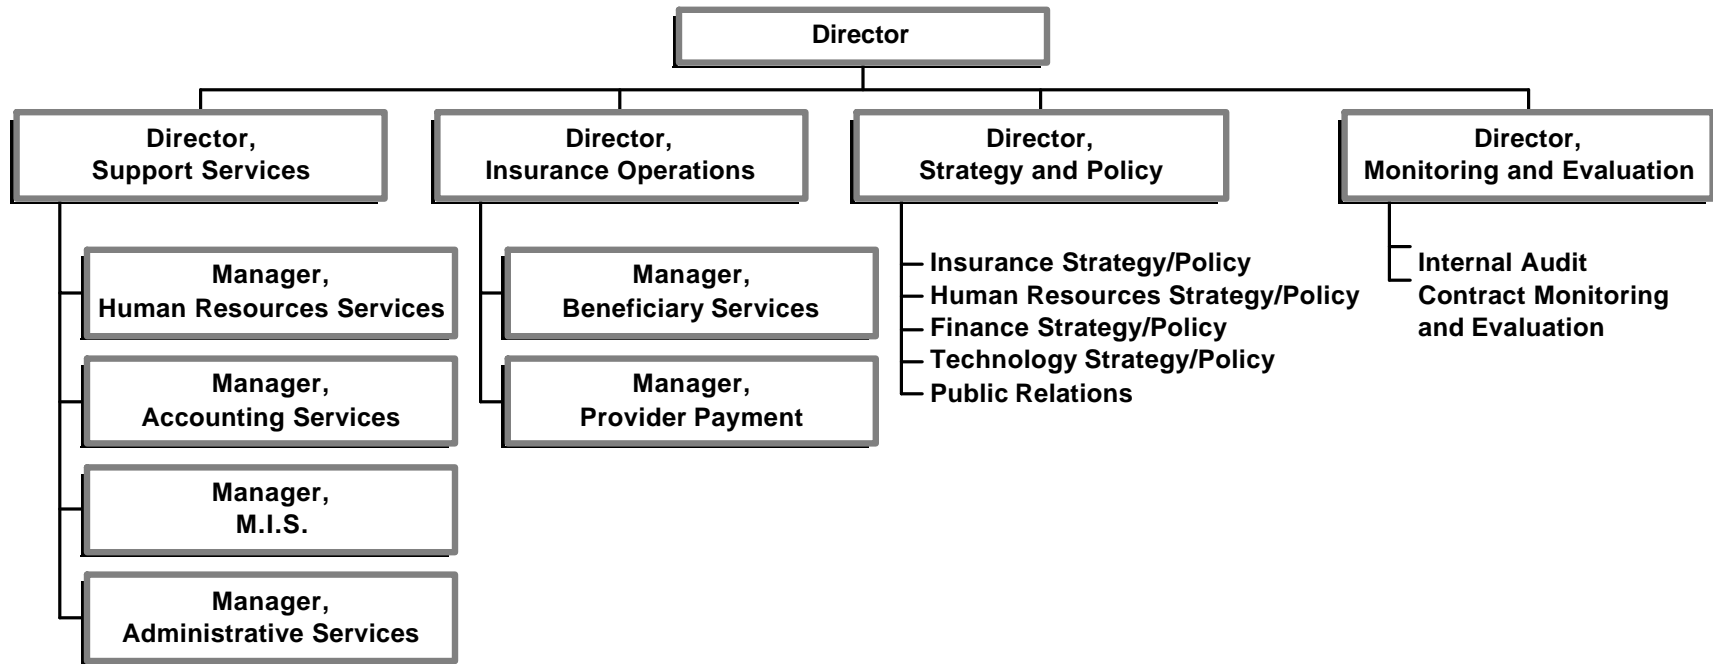 Director
Director,
Support Services
Director,
Insurance Operations
Director,
Strategy and Policy
Director,
Monitoring and Evaluation
Manager,
Human Resources Services
Manager,
Accounting Services
Manager,
M.I.S.
Manager,
Administrative Services
Manager,
Beneficiary Services
Manager,
Provider Payment
Insurance Strategy/Policy
Human Resources Strategy/Policy
Finance Strategy/Policy
Technology Strategy/Policy
Public Relations
Internal Audit
Contract Monitoring
and Evaluation